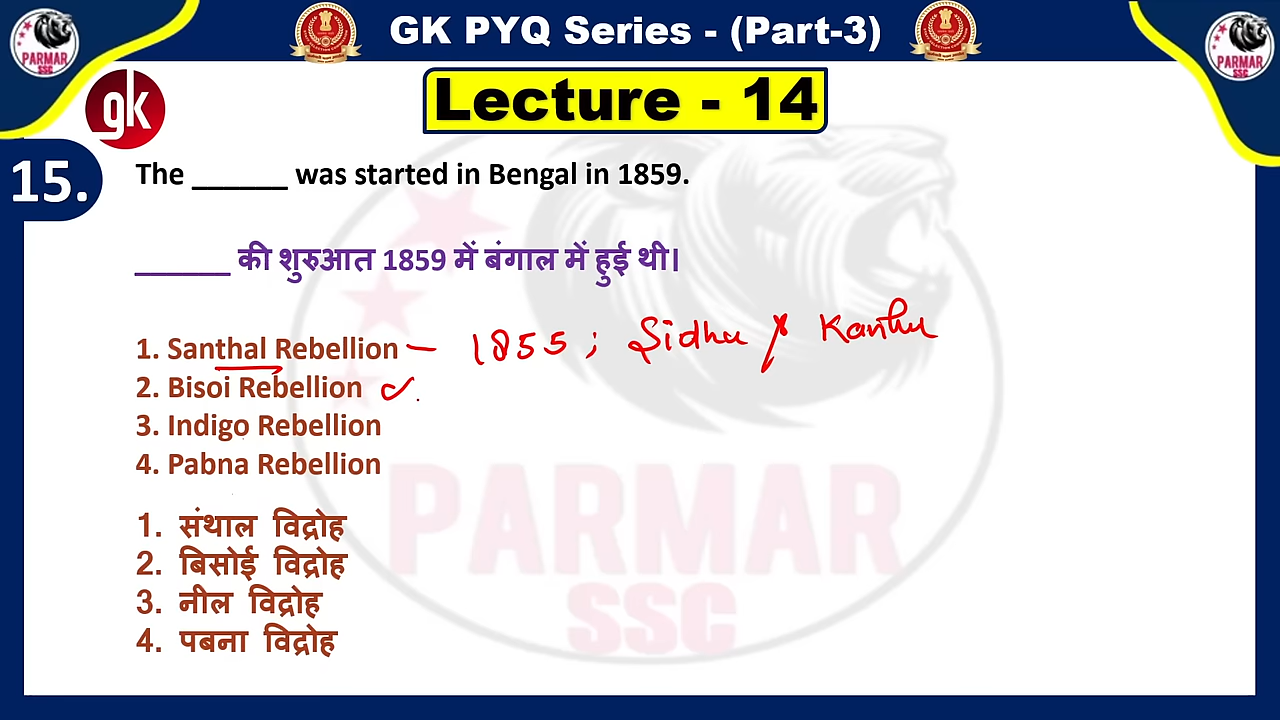 GK PYQ Series - (Part-3)
PARMAR
SSC
PARMAR
SSC
gk
Lecture - 14
15.
The ______ was started in Bengal in 1859.
______ की शुरुआत 1859 में बंगाल में हुई थी।
1. Santhal Rebellion – 1855 ; Sidhu & Kanhu
2. Bisoi Rebellion
3. Indigo Rebellion
4. Pabna Rebellion
1. संथाल विद्रोह
2. बिसोई विद्रोह
3. नील विद्रोह
4. पबना विद्रोह
PARMAR
SSC